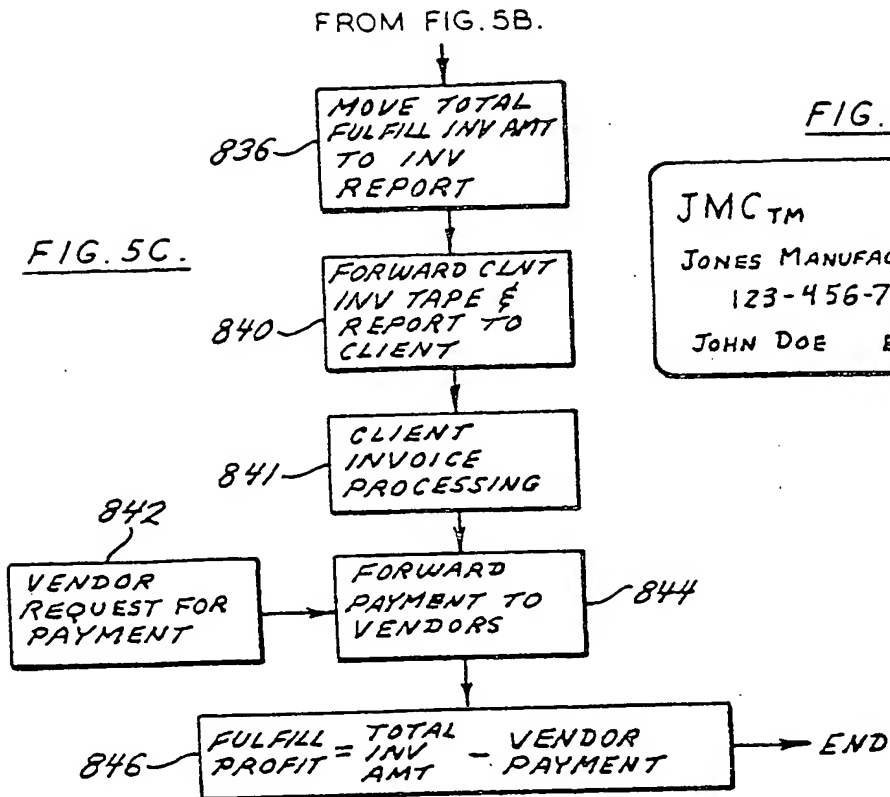 FROM FIG. 5B.
836
MOVE TOTAL
FULFILL INV AMT
TO INV
REPORT
FIG. 5C.
840
FORWARD CLNT
INV TAPE &
REPORT TO
CLIENT
841
CLIENT
INVOICE
PROCESSING
842
VENDOR
REQUEST FOR
PAYMENT
FORWARD
PAYMENT TO
VENDORS
844
846
FULFILL
PROFIT = TOTAL
INV
AMT - VENDOR
PAYMENT
END
FIG.
JMC TM
JONES MANUFAC
123-456-7
JOHN DOE E